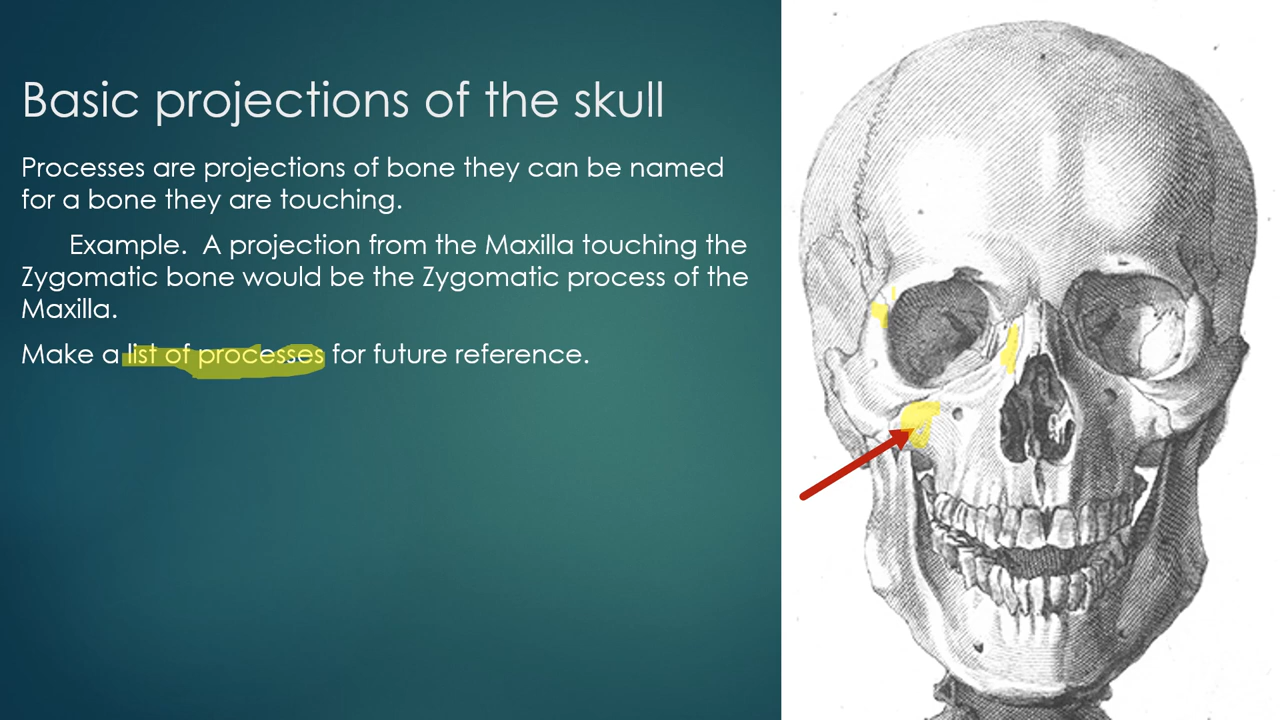 Basic projections of the skull
Processes are projections of bone they can be named
for a bone they are touching.
Example. A projection from the Maxilla touching the
Zygomatic bone would be the Zygomatic process of the
Maxilla.
Make a list of processes for future reference.